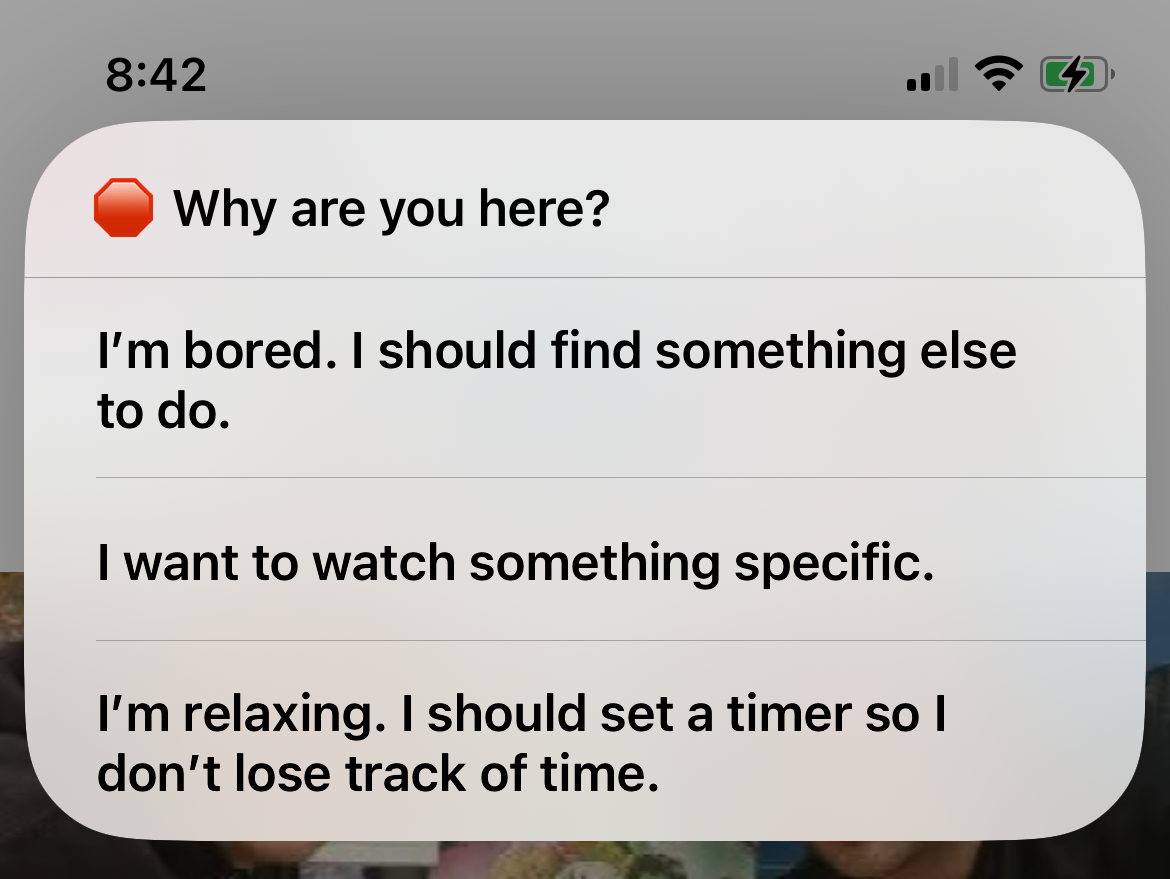 8:42
🛑 Why are you here?
I’m bored. I should find something else
to do.
I want to watch something specific.
I’m relaxing. I should set a timer so I
don’t lose track of time.